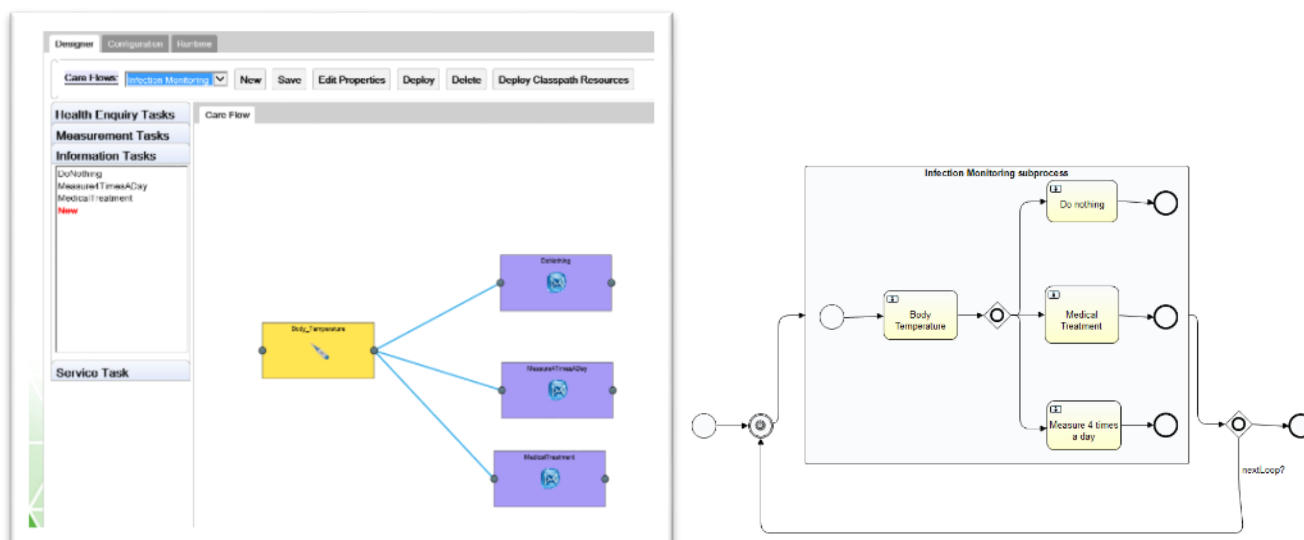 Designer Configuration Runtime
Care Flows: Infection Monitoring New Save Edit Properties Deploy Delete Deploy Classpath Resources
Health Enquiry Tasks
Measurement Tasks
Information Tasks
DoNothing
Measure4TimesADay
MedicalTreatment
New
Service Task
Care Flow
DoNothing
Body_Temperature
Measure4TimesADay
MedicalTreatment
Infection Monitoring subprocess
Do nothing
Body
Temperature
Medical
Treatment
Measure 4 times
a day
nextLoop?